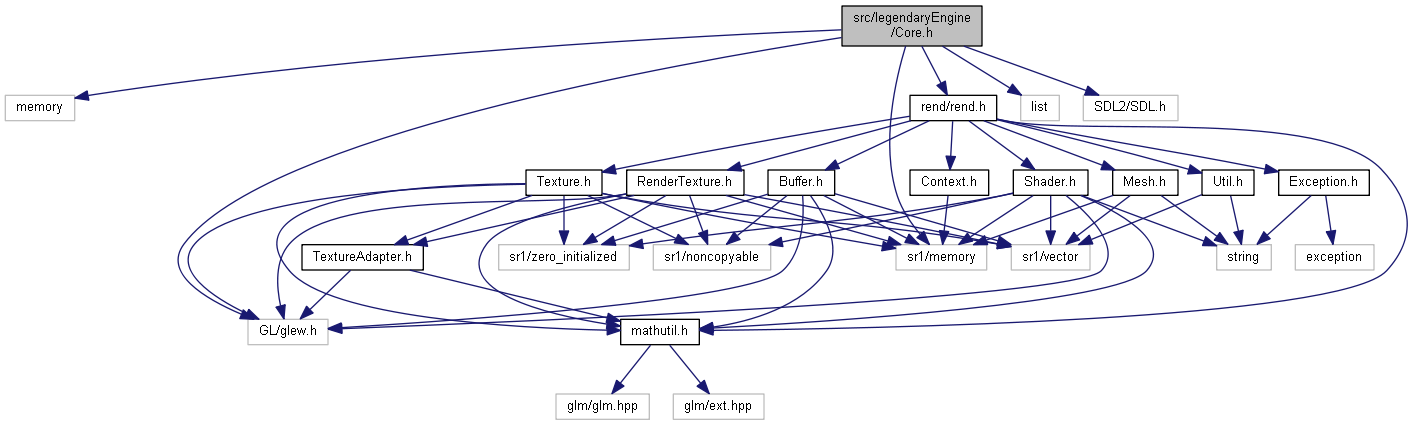 src/legendaryEngine
/Core.h
memory
rend/rend.h
list
SDL2/SDL.h
Texture.h
RenderTexture.h
Buffer.h
Context.h
Shader.h
Mesh.h
Util.h
Exception.h
TextureAdapter.h
sr1/zero_initialized
sr1/noncopyable
sr1/memory
sr1/vector
string
exception
GL/glew.h
mathutil.h
glm/glm.hpp
glm/ext.hpp